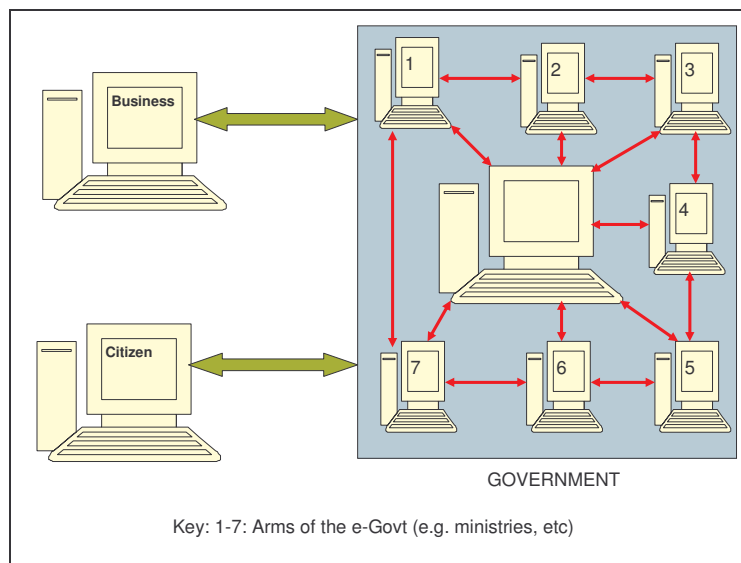 1
2
3
Business
4
Citizen
7
6
5
GOVERNMENT
Key: 1-7: Arms of the e-Govt (e.g. ministries, etc)